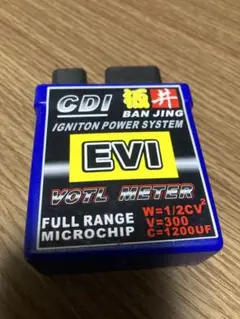 CDI 板井
BAN JING
IGNITON POWER SYSTEM
EVI
VOTL METER
FULL RANGE
MICROCHIP
W=1/2CV²
V=300
C=1200UF